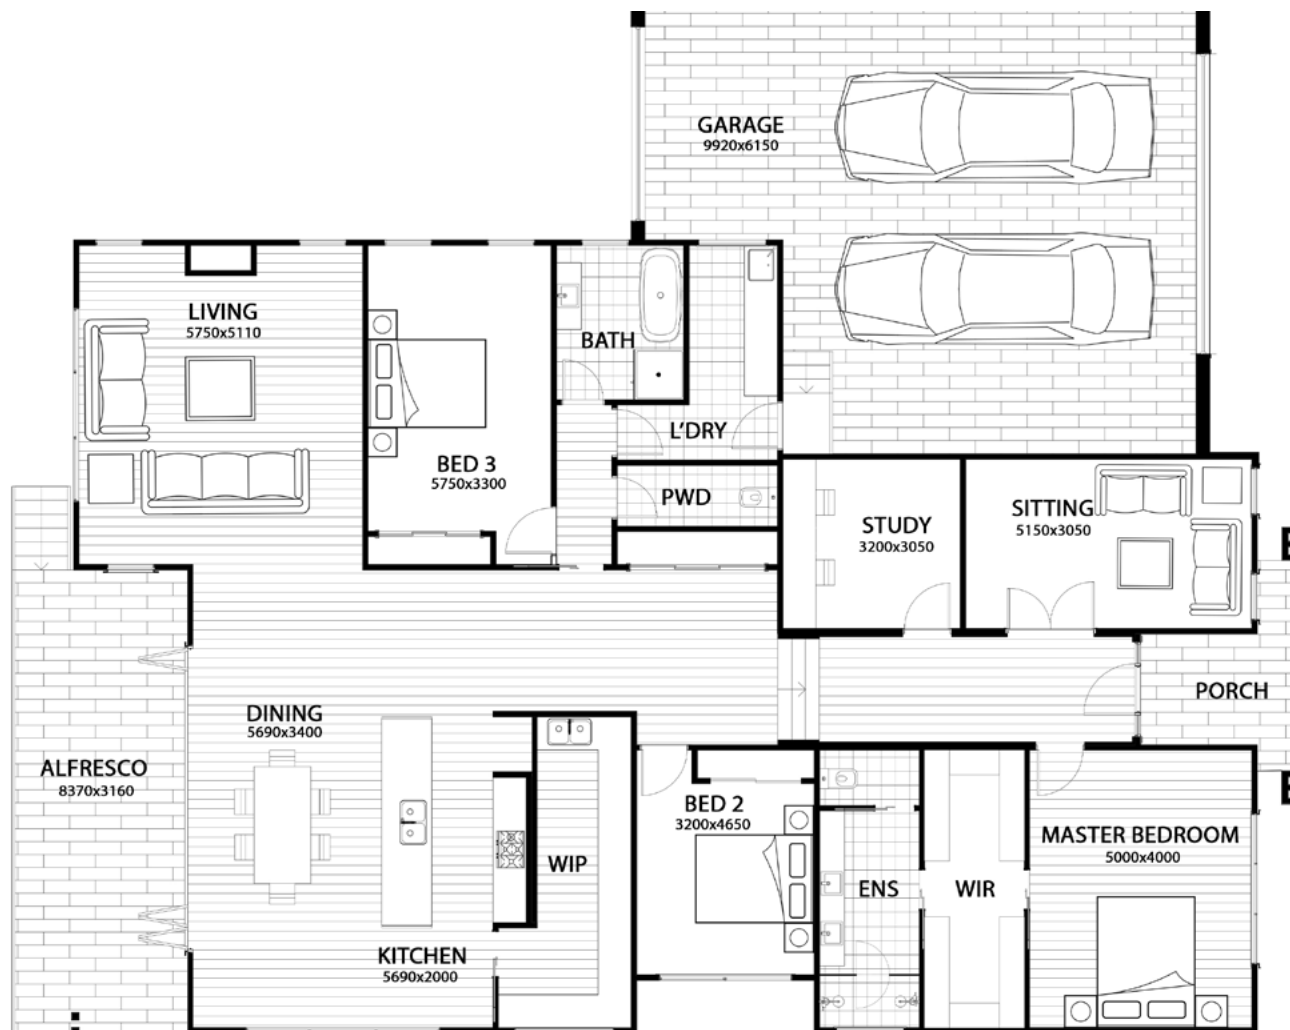 GARAGE
9920x6150
LIVING
5750x5110
BATH
L'DRY
BED 3
5750x3300
PWD
STUDY
3200x3050
SITTING
5150x3050
PORCH
DINING
5690x3400
ALFRESCO
8370x3160
BED 2
3200x4650
MASTER BEDROOM
5000x4000
WIP
ENS
WIR
KITCHEN
5690x2000